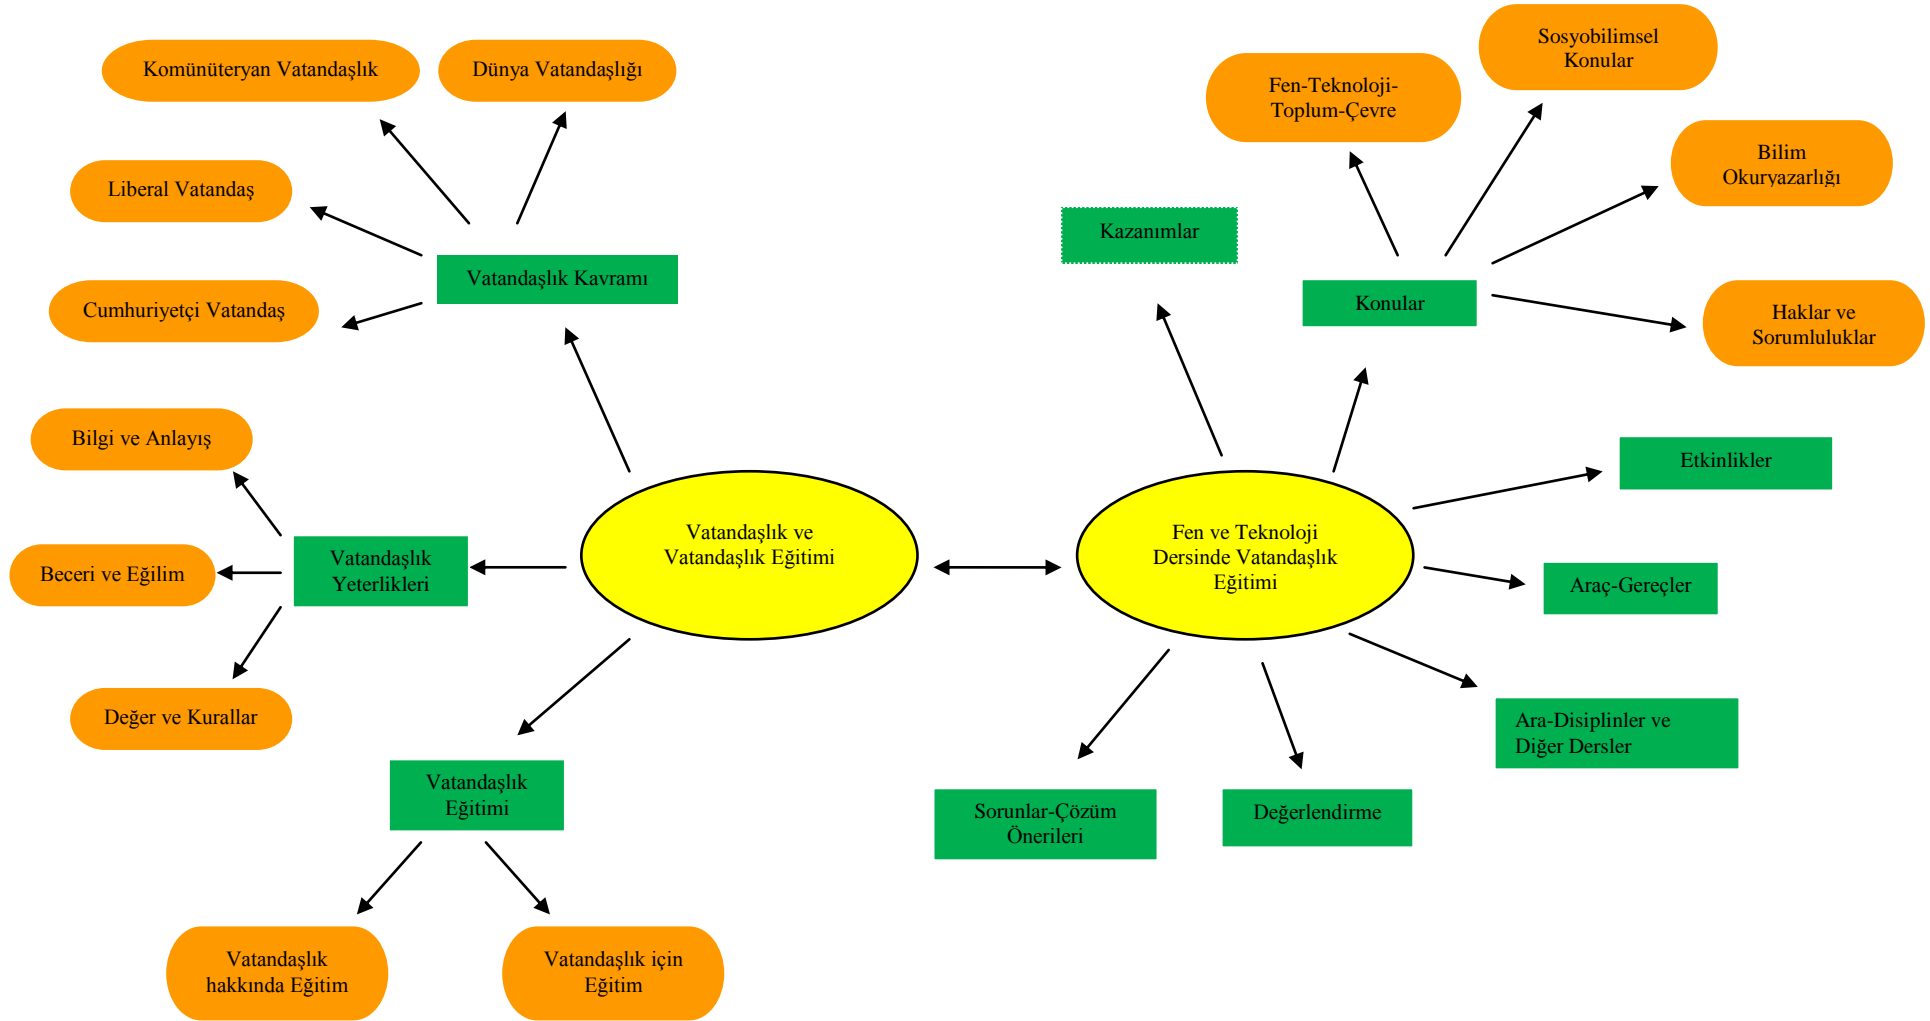 Komünüteryan Vatandaşlık
Dünya Vatandaşlığı
Liberal Vatandaş
Cumhuriyetçi Vatandaş
Vatandaşlık Kavramı
Bilgi ve Anlayış
Beceri ve Eğilim
Değer ve Kurallar
Vatandaşlık
Yeterlikleri
Vatandaşlık ve
Vatandaşlık Eğitimi
Vatandaşlık
Eğitimi
Vatandaşlık
hakkında Eğitim
Vatandaşlık için
Eğitim
Sosyobilimsel
Konular
Fen-Teknoloji-
Toplum-Çevre
Bilim
Okuryazarlığı
Kazanımlar
Konular
Haklar ve
Sorumluluklar
Etkinlikler
Fen ve Teknoloji
Dersinde Vatandaşlık
Eğitimi
Araç-Gereçler
Ara-Disiplinler ve
Diğer Dersler
Sorunlar-Çözüm
Önerileri
Değerlendirme